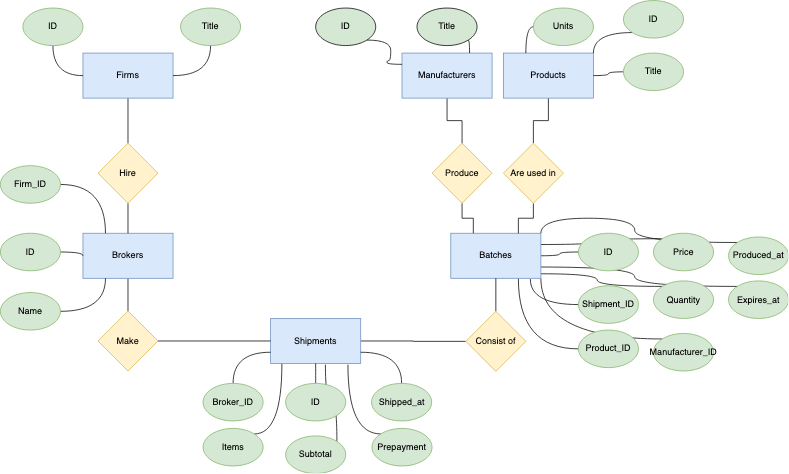 ID
Title
ID
Title
Units
ID
Firms
Manufacturers
Products
Title
Hire
Produce
Are used in
Firm_ID
ID
Brokers
Batches
ID
Price
Produced_at
Name
Shipment_ID
Quantity
Expires_at
Make
Shipments
Consist of
Product_ID
Manufacturer_ID
Broker_ID
ID
Shipped_at
Items
Subtotal
Prepayment